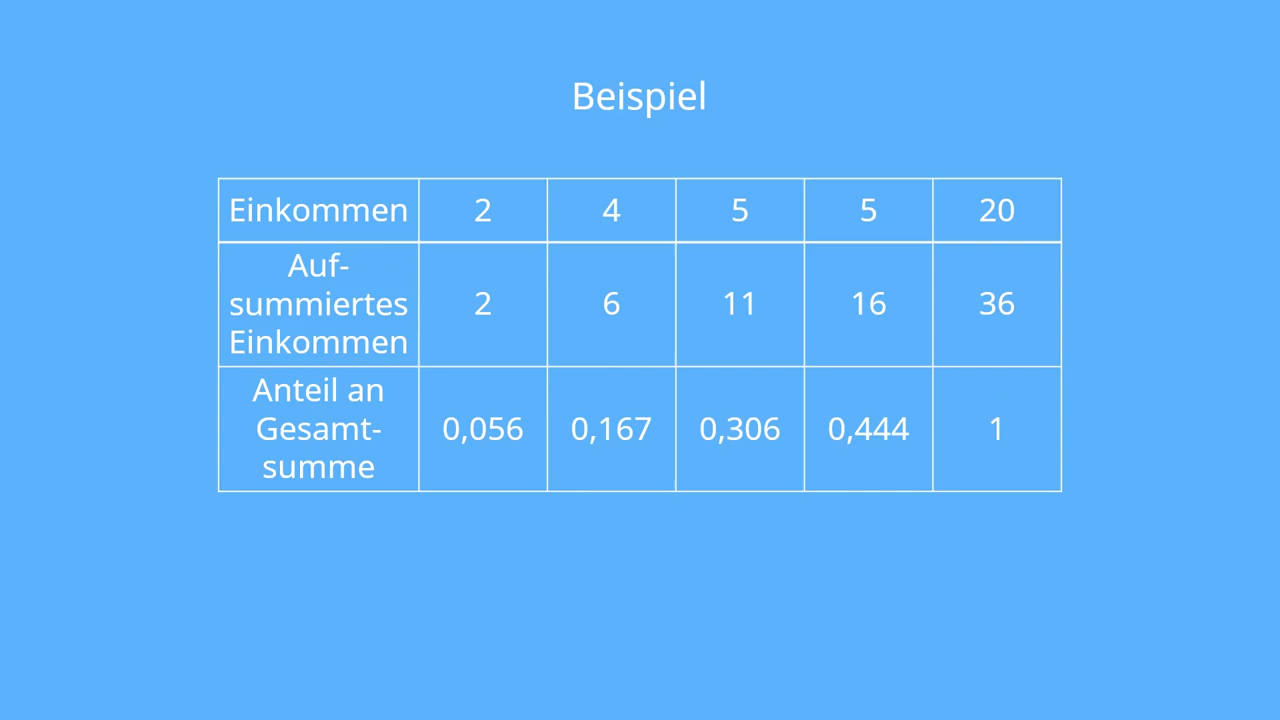 Beispiel
Einkommen 2 4 5 5 20
Auf-
summiertes 2 6 11 16 36
Einkommen
Anteil an
Gesamt- 0,056 0,167 0,306 0,444 1
summe